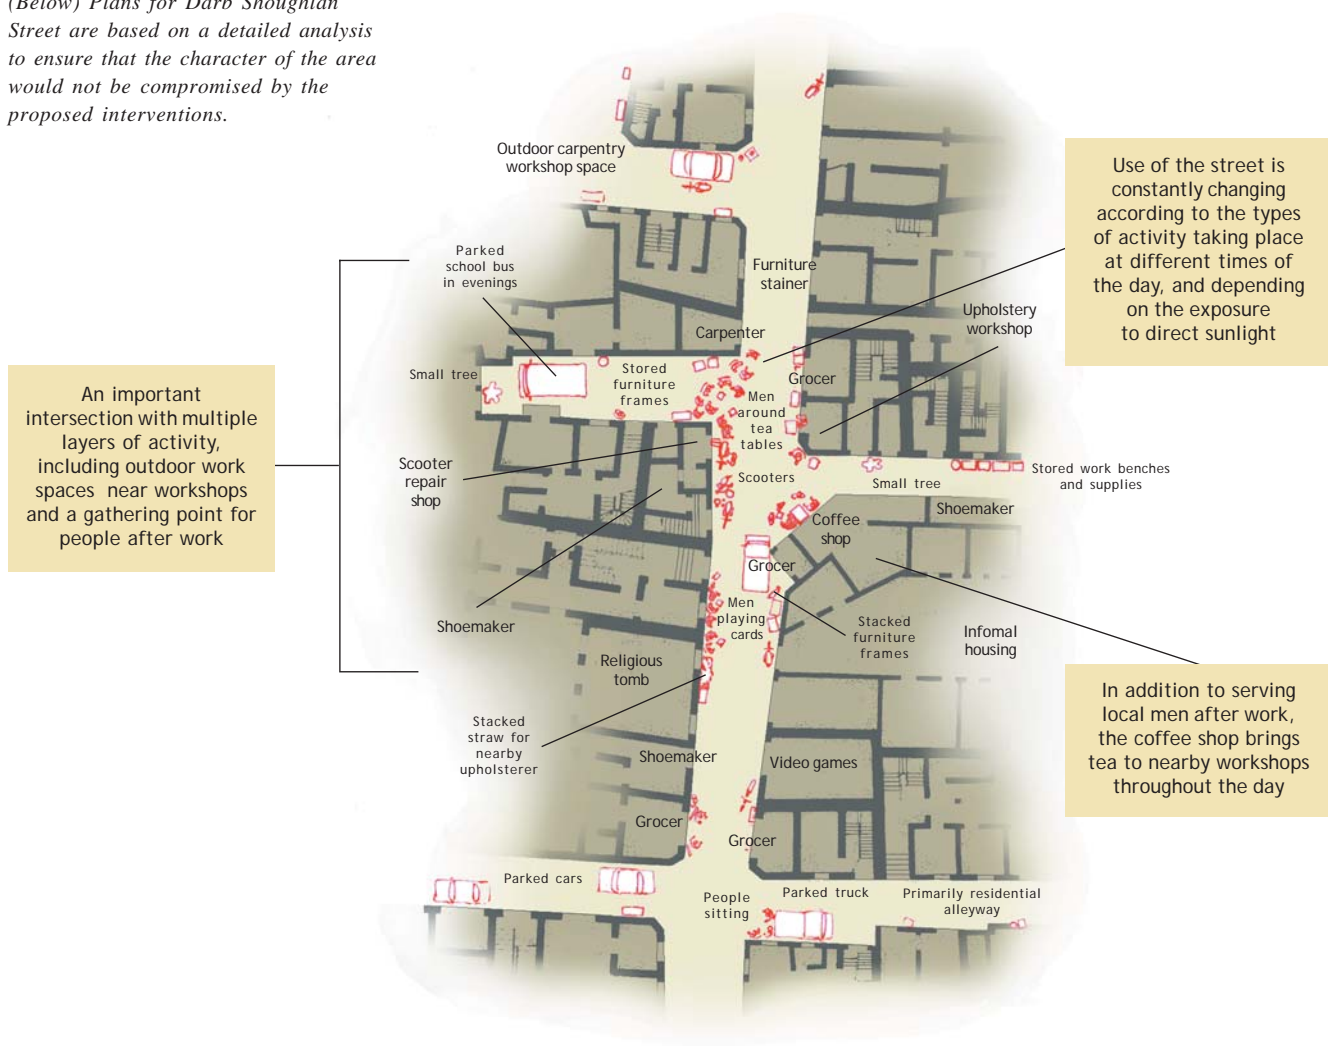 (Below) Plans for Darb Shoughlan
Street are based on a detailed analysis
to ensure that the character of the area
would not be compromised by the
proposed interventions.
Outdoor carpentry
workshop space
Use of the street is
constantly changing
according to the types
of activity taking place
at different times of
the day, and depending
on the exposure
to direct sunlight
Parked
school bus
in evenings
Furniture
stainer
Upholstery
workshop
Carpenter
Small tree
Stored
furniture
frames
Grocer
An important
intersection with multiple
layers of activity,
including outdoor work
spaces near workshops
and a gathering point for
people after work
Men
around
tea
tables
Scooter
repair
shop
Scooters
Small tree
Stored work benches
and supplies
Shoemaker
Coffee
shop
Grocer
Men
playing
cards
Shoemaker
Stacked
furniture
frames
Infomal
housing
Religious
tomb
In addition to serving
local men after work,
the coffee shop brings
tea to nearby workshops
throughout the day
Stacked
straw for
nearby
upholsterer
Shoemaker
Video games
Grocer
Grocer
Parked cars
People
sitting
Parked truck
Primarily residential
alleyway